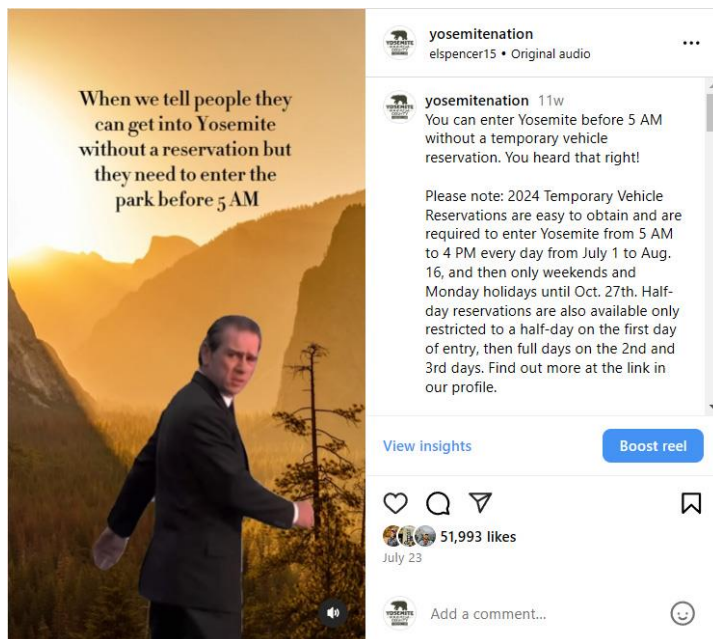 When we tell people they
can get into Yosemite
without a reservation but
they need to enter the
park before 5 AM
yosemitenation
elspencer15 • Original audio
yosemitenation 11w
You can enter Yosemite before 5 AM
without a temporary vehicle
reservation. You heard that right!
Please note: 2024 Temporary Vehicle
Reservations are easy to obtain and are
required to enter Yosemite from 5 AM
to 4 PM every day from July 1 to Aug.
16, and then only weekends and
Monday holidays until Oct. 27th. Half-
day reservations are also available only
restricted to a half-day on the first day
of entry, then full days on the 2nd and
3rd days. Find out more at the link in
our profile.
View insights
Boost reel
51,993 likes
July 23
Add a comment...